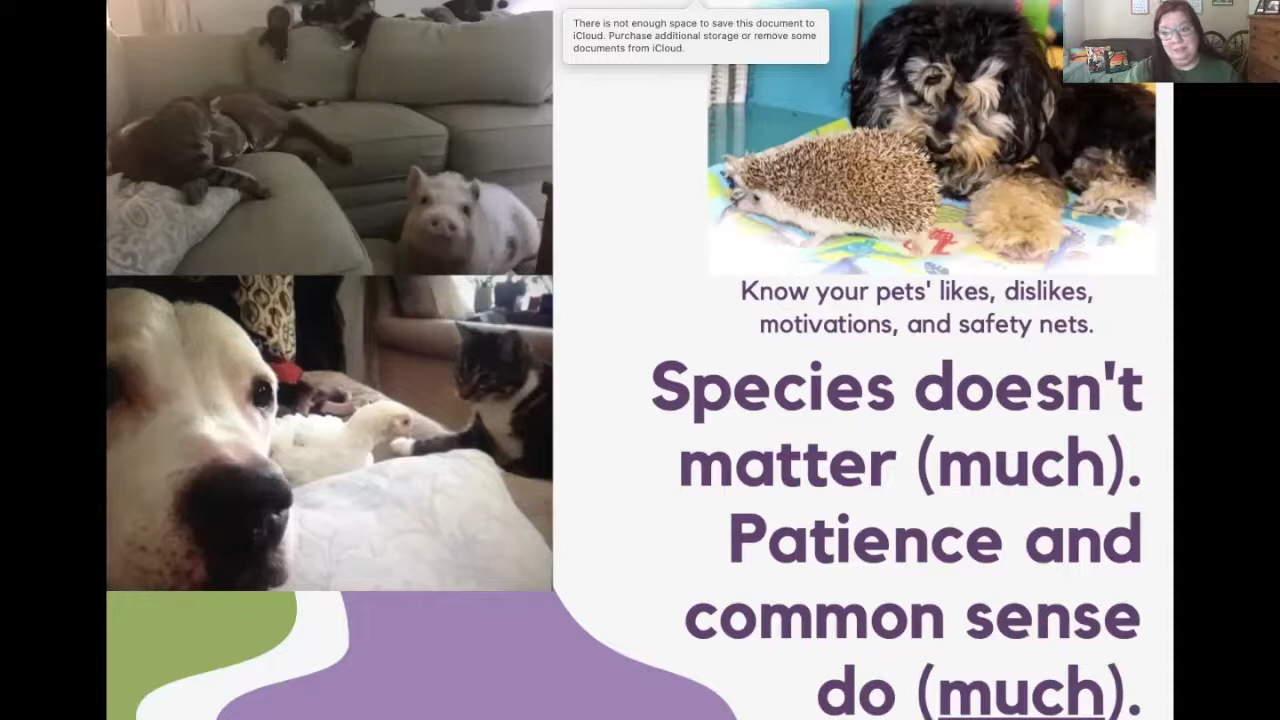 There is not enough space to save this document to
iCloud. Purchase additional storage or remove some
documents from iCloud.
Know your pets' likes, dislikes,
motivations, and safety nets.
Species doesn't
matter (much).
Patience and
common sense
do (much).